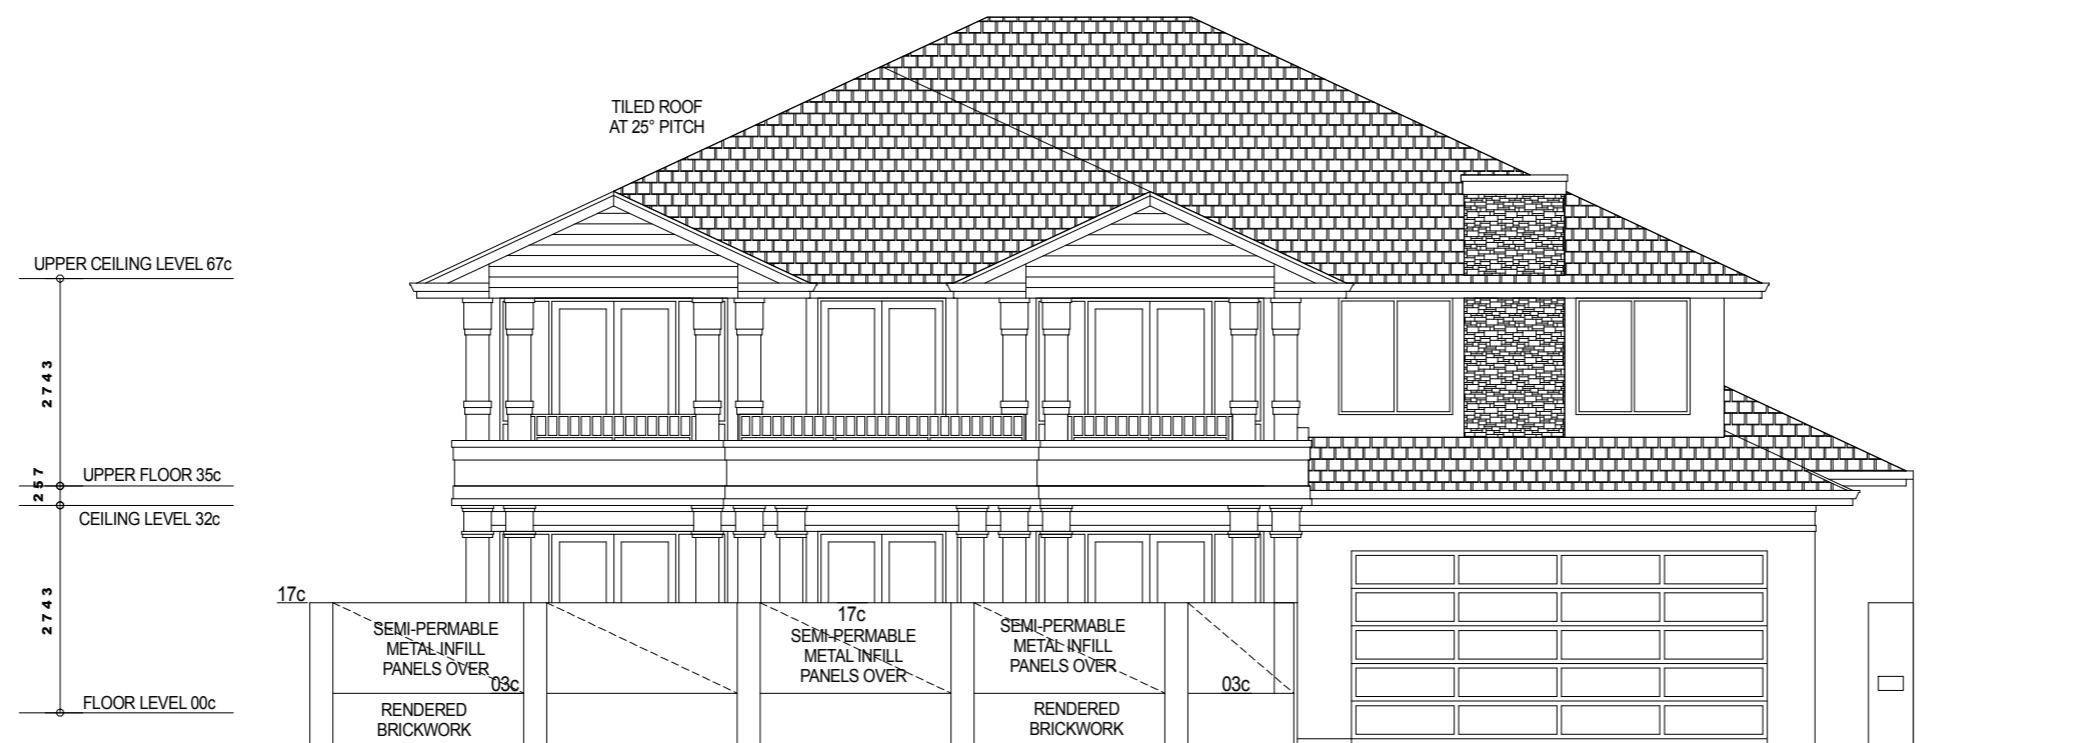 TILED ROOF
AT 25° PITCH
UPPER CEILING LEVEL 67c
2743
UPPER FLOOR 35c
257
CEILING LEVEL 32c
2743
17c
17c
SEMI-PERMABLE
METAL INFILL
PANELS OVER
SEMI-PERMABLE
METAL INFILL
PANELS OVER
SEMI-PERMABLE
METAL INFILL
PANELS OVER
03c
03c
FLOOR LEVEL 00c
RENDERED
BRICKWORK
RENDERED
BRICKWORK